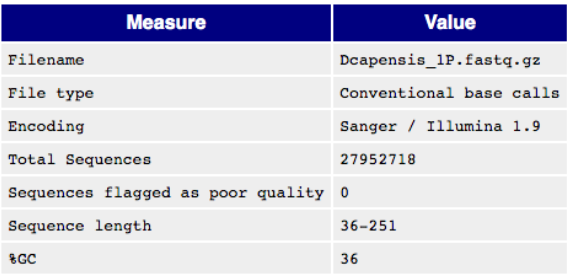 Measure Value
Filename Dcapensis_1P.fastq.gz
File type Conventional base calls
Encoding Sanger / Illumina 1.9
Total Sequences 27952718
Sequences flagged as poor quality 0
Sequence length 36-251
%GC 36